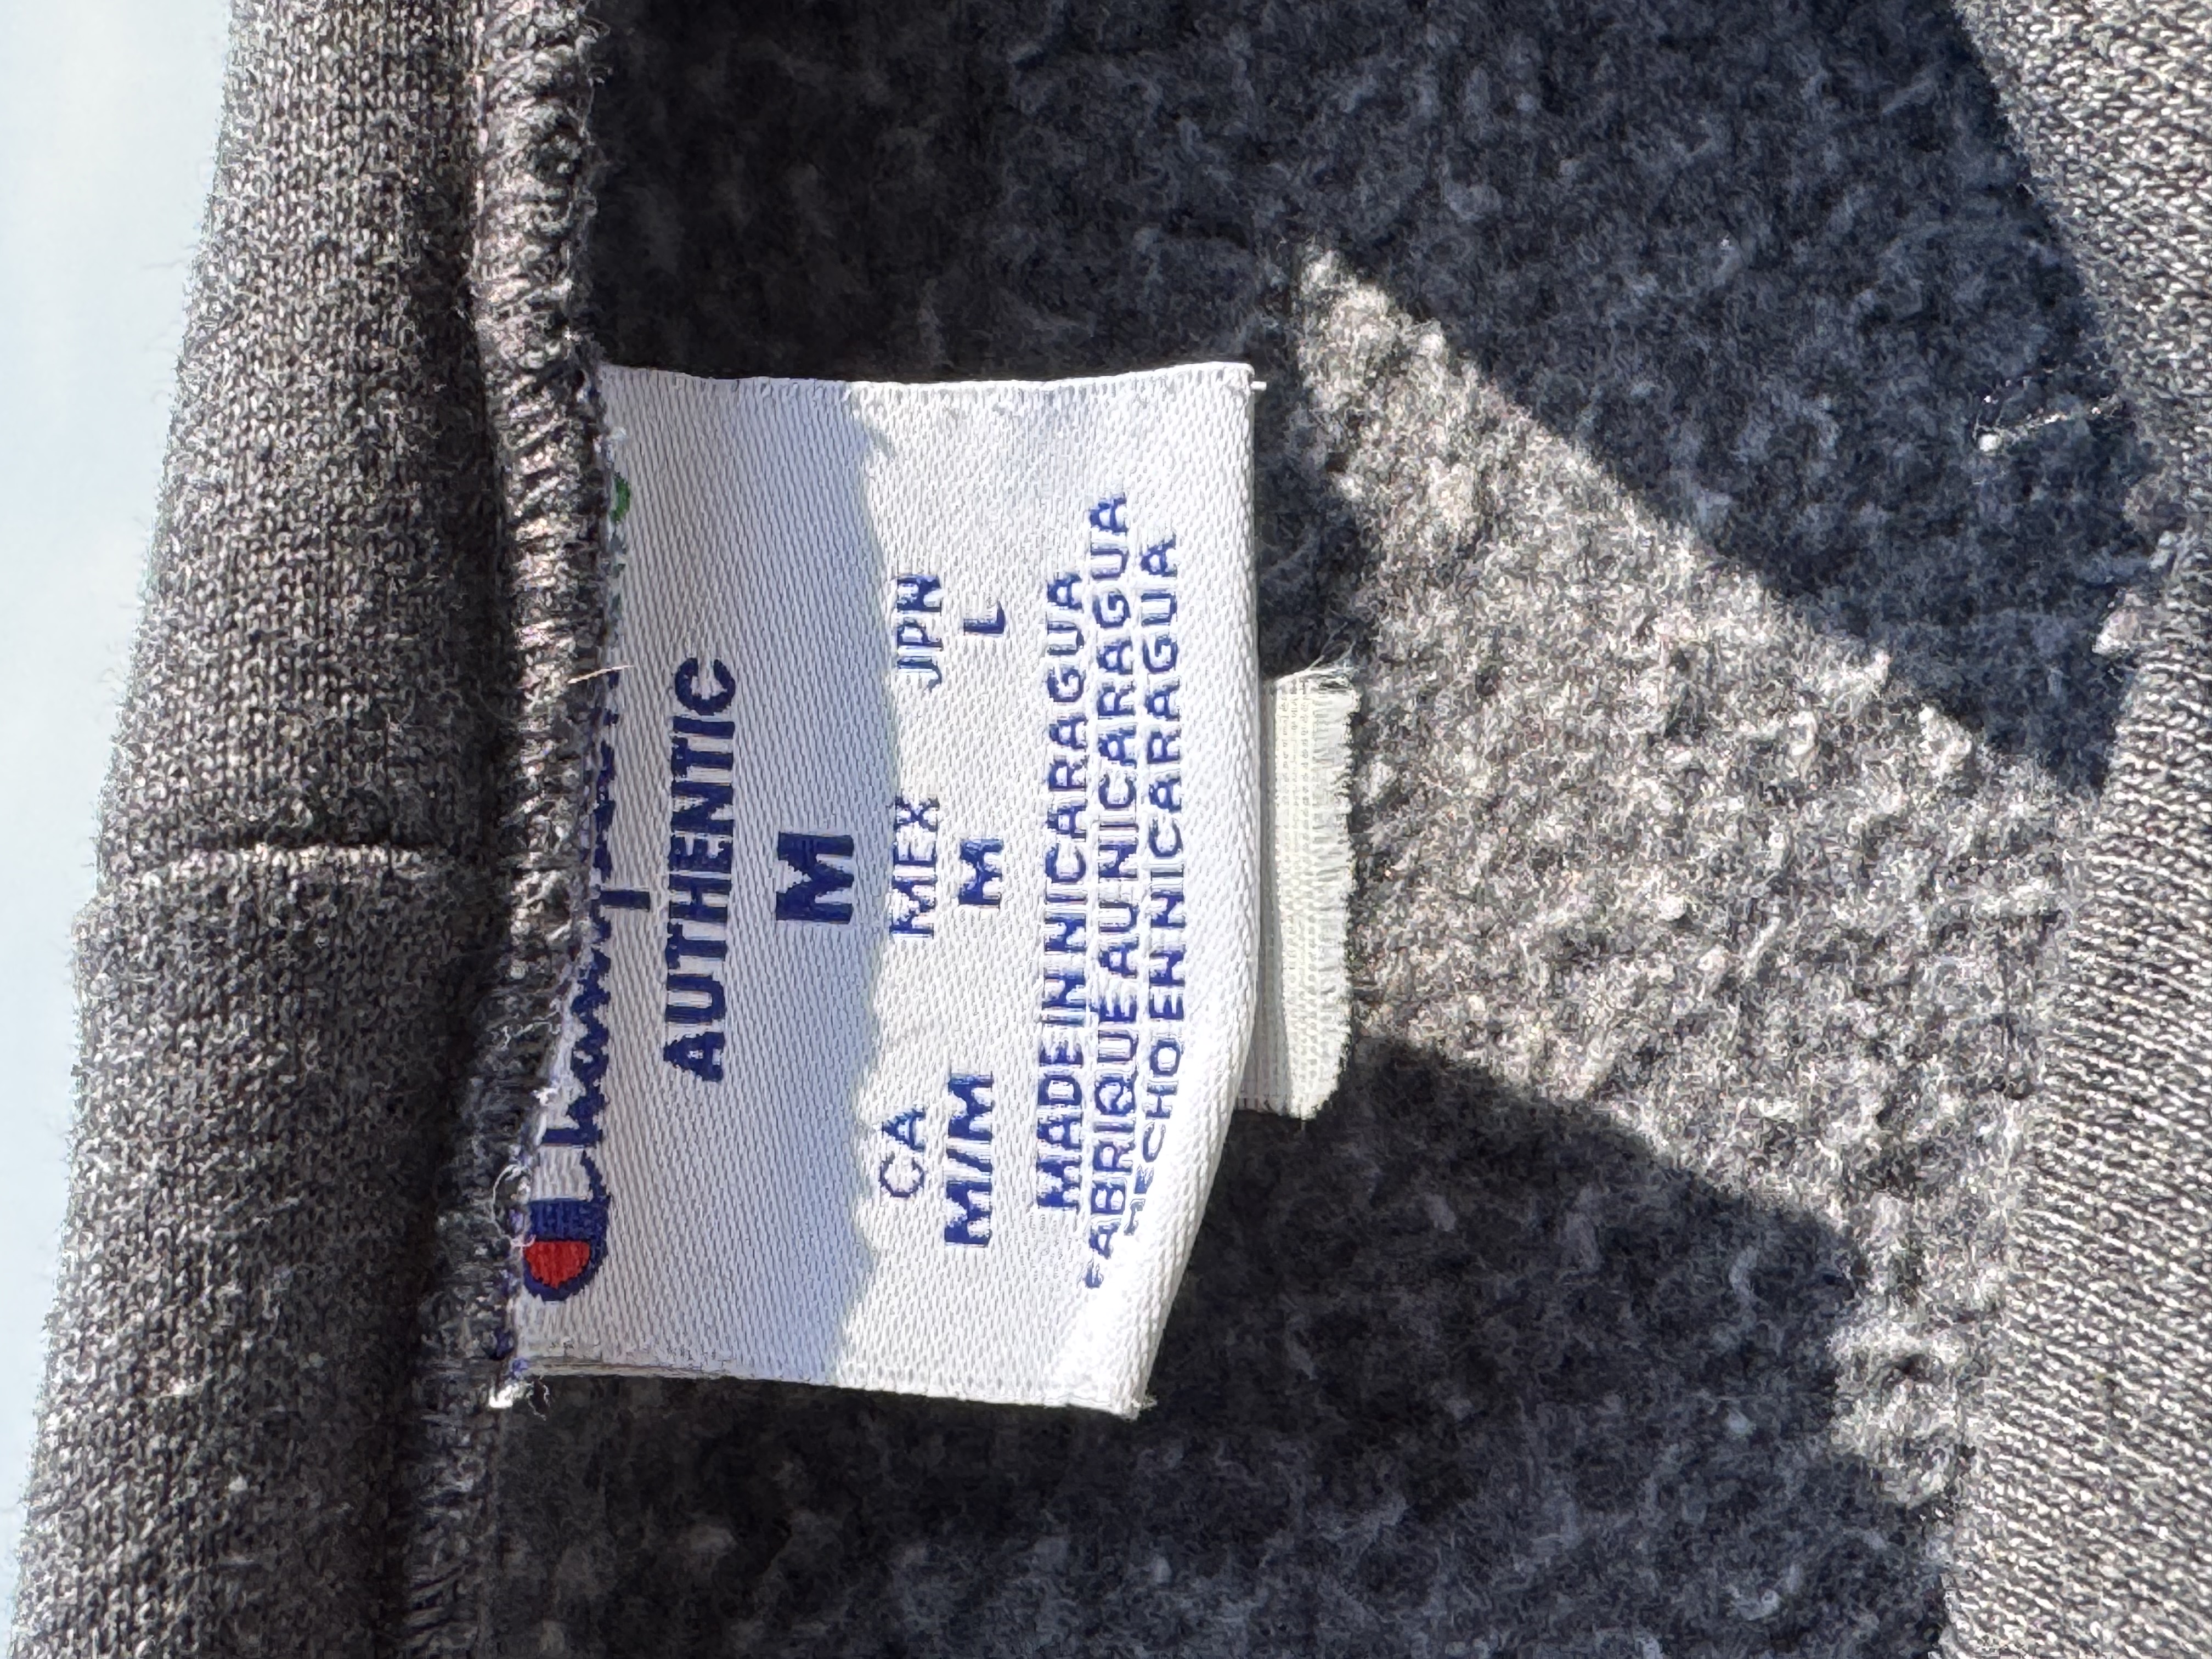 AUTHENTIC
M
CA MEX JPN
M/M M L
MADE IN NICARAGUA
FABRIQUÉ AU NICARAGUA
HECHO EN NICARAGUA